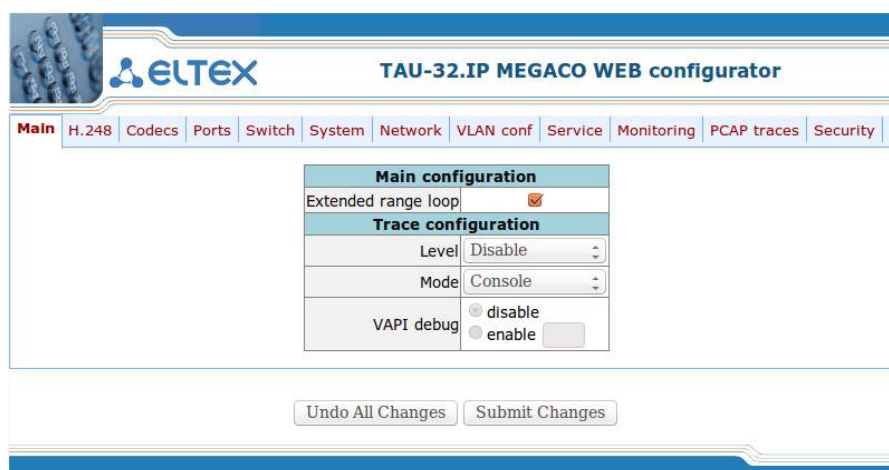 ELTEX
TAU-32.IP MEGACO WEB configurator
Main H.248 Codecs Ports Switch System Network VLAN conf Service Monitoring PCAP traces Security
Main configuration
Extended range loop
Trace configuration
Level Disable
Mode Console
VAPI debug
disable
enable
Undo All Changes Submit Changes